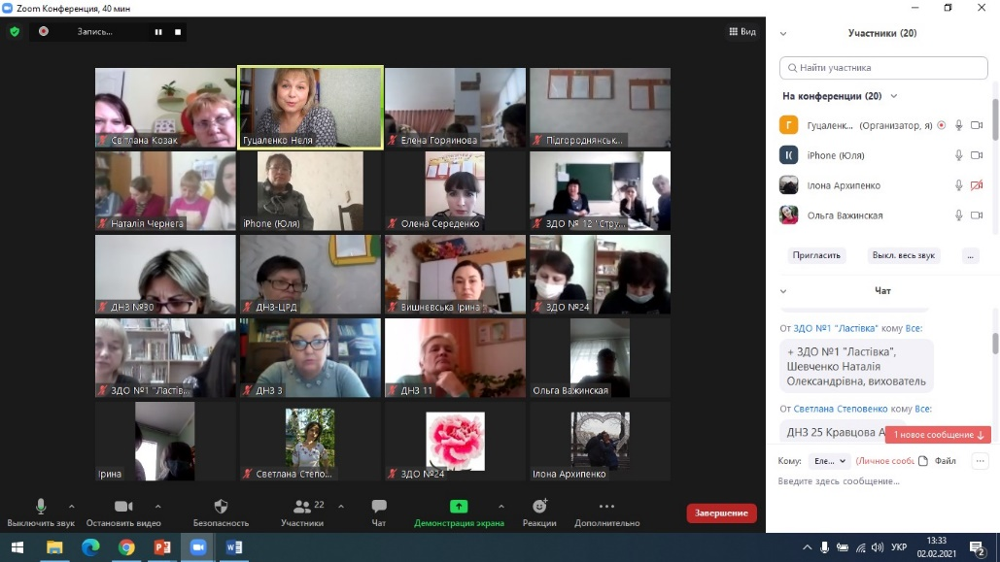 Zoom Конференция, 40 мин
Запись...
Вид
Світлана Козак
Гуцаленко Неля
Елена Горяинова
Підгороднянськ...
Наталія Чернега
iPhone (Юля)
Олена Середенко
ЗДО № 12 "Стру...
ДНЗ №30
ДНЗ-ЦРД
Вишневська Ірина
ЗДО №24
ЗДО №1 "Ластів...
ДНЗ 3
ДНЗ 11
Ольга Важинская
Ірина
Светлана Степо...
ЗДО №24
Ілона Архипенко
Выключить звук
Остановить видео
Безопасность
22
Участники
Чат
Демонстрация экрана
Реакции
Дополнительно
Завершение
Участники (20)
Найти участника
На конференции (20)
Г
Гуцаленк... (Организатор, я)
I(
iPhone (Юля)
Ілона Архипенко
Ольга Важинская
Пригласить
Выкл. весь звук
...
Чат
От ЗДО №1 "Ластівка" кому Все:
+ ЗДО №1 "Ластівка",
Шевченко Наталія
Олександрівна, вихователь
От Светлана Степовенко кому Все:
ДНЗ 25 Кравцова А
1 новое сообщение
Кому: Еле... (Личное сообщ
Файл
...
Введите здесь сообщение...
УКР
13:33
02.02.2021
2